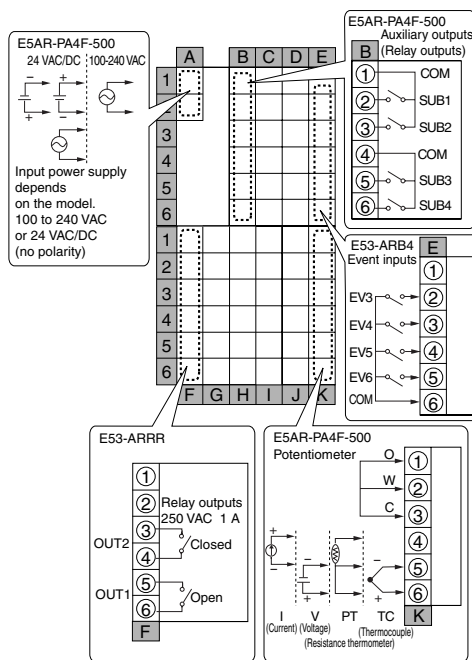 E5AR-PA4F-500
24 VAC/DC 100-240 VAC
− + 
+ −
Input power supply
depends
on the model.
100 to 240 VAC
or 24 VAC/DC
(no polarity)
A B C D E
1
2
3
4
5
6
1
2
3
4
5
6
F G H I J K
E5AR-PA4F-500
Auxiliary outputs
(Relay outputs)
B
1 COM
2 SUB1
3 SUB2
4 COM
5 SUB3
6 SUB4
E53-ARB4
Event inputs
E
1
EV3 2
EV4 3
EV5 4
EV6 5
COM 6
E53-ARRR
1
2
Relay outputs
250 VAC 1 A
3
OUT2 Closed
4
5
OUT1 Open
6
F
E5AR-PA4F-500
Potentiometer
O 1
W 2
C 3
4
5
6
+ − − +
− +
I V PT TC
(Current) (Voltage) (Thermocouple)
(Resistance thermometer)
K